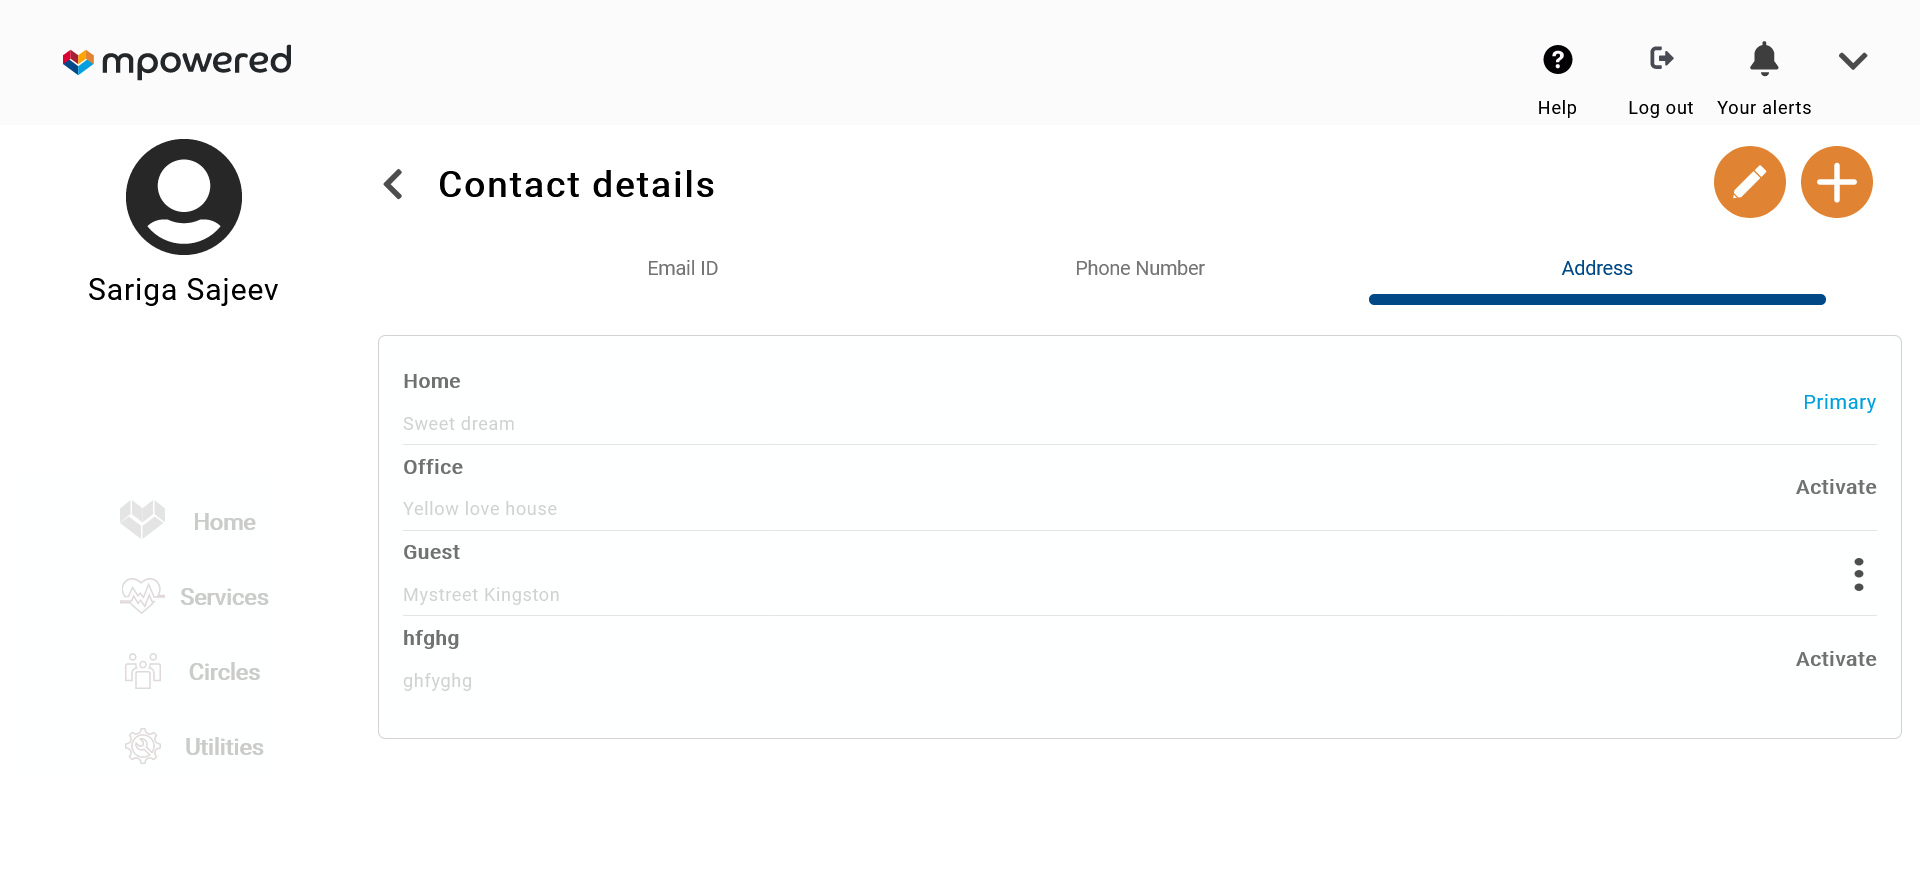 mpowered
Help
Log out
Your alerts
Sariga Sajeev
Contact details
Email ID
Phone Number
Address
Home
Sweet dream
Primary
Office
Yellow love house
Activate
Guest
Mystreet Kingston
hfghg
ghfyghg
Activate
Home
Services
Circles
Utilities